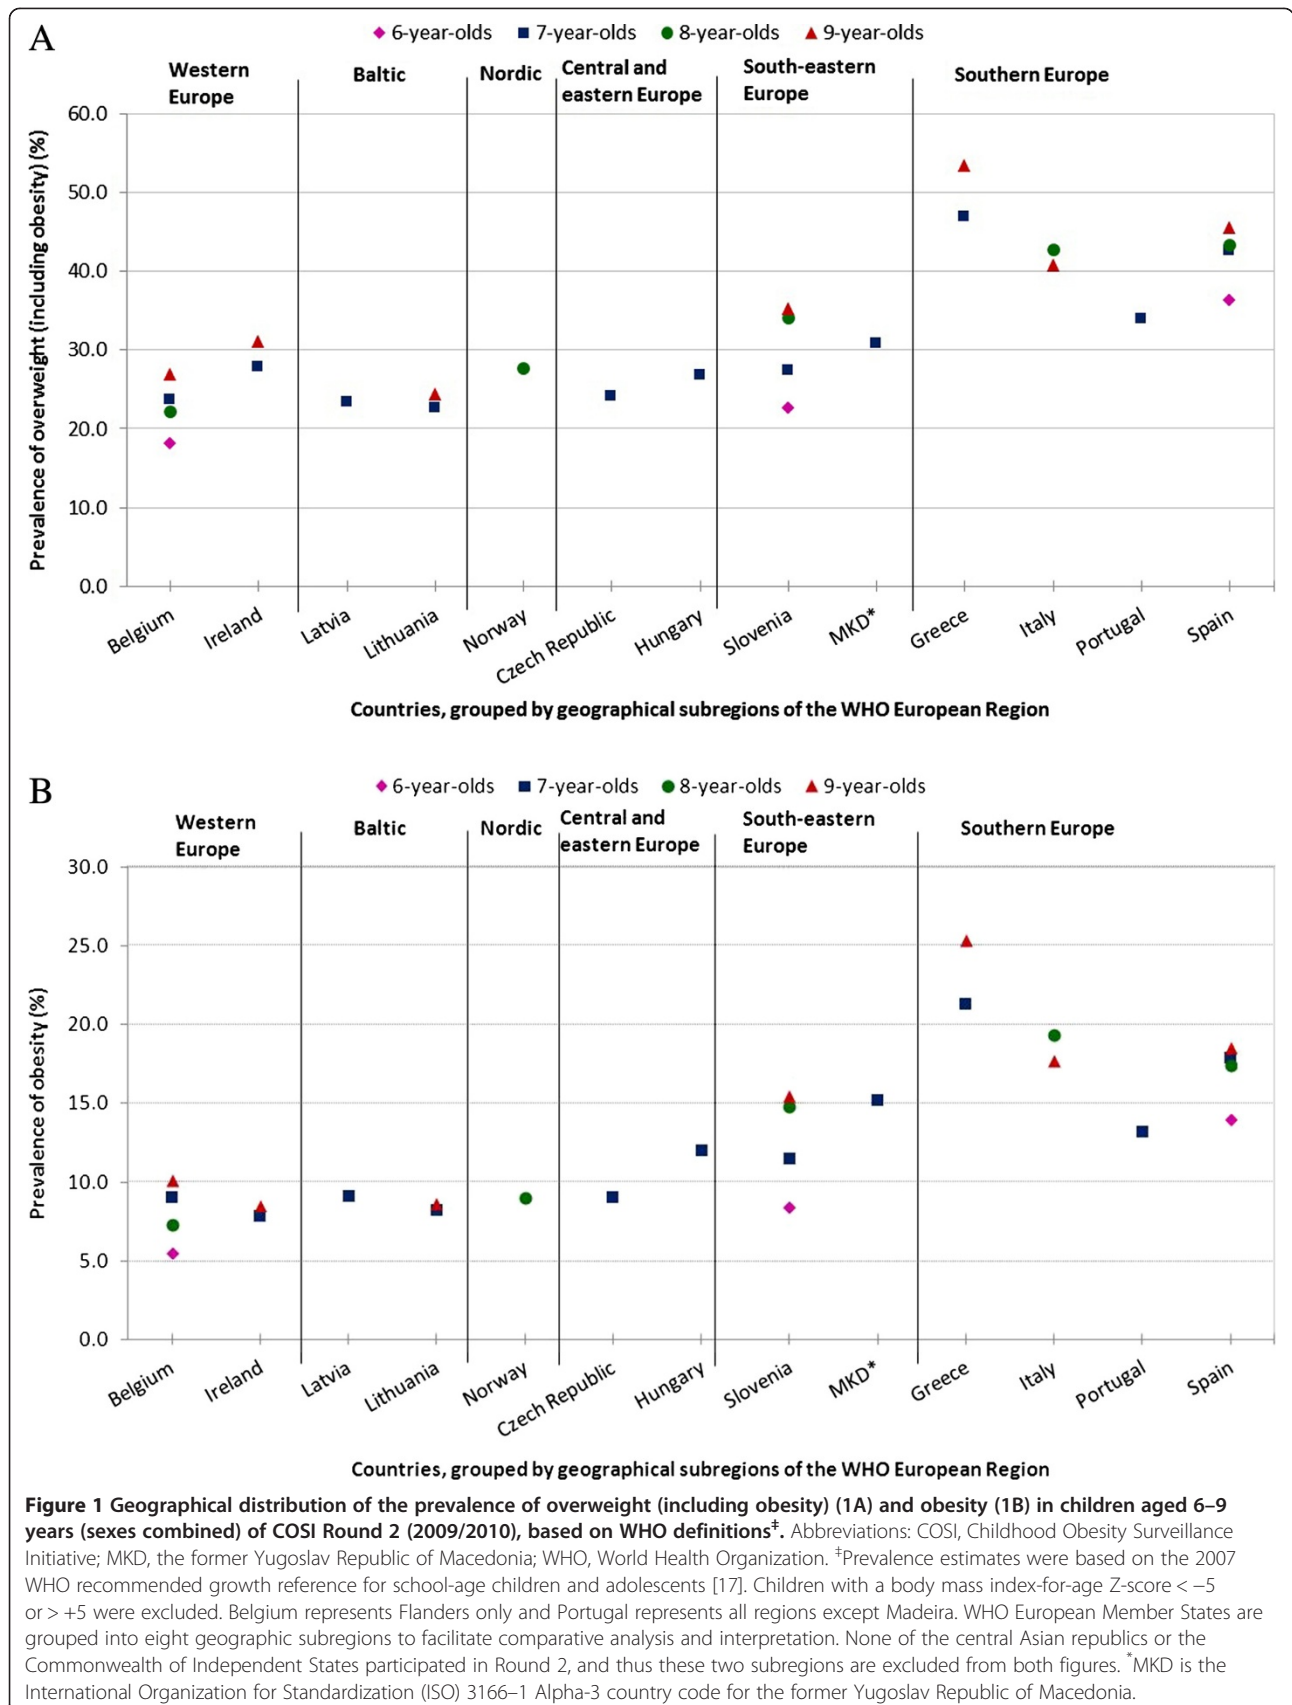 A
6-year-olds 7-year-olds 8-year-olds 9-year-olds
Western Europe
Baltic
Nordic
Central and eastern Europe
South-eastern Europe
Southern Europe
Prevalence of overweight (including obesity) (%)
60.0
50.0
40.0
30.0
20.0
10.0
0.0
Belgium
Ireland
Latvia
Lithuania
Norway
Czech Republic
Hungary
Slovenia
MKD*
Greece
Italy
Portugal
Spain
Countries, grouped by geographical subregions of the WHO European Region
B
6-year-olds 7-year-olds 8-year-olds 9-year-olds
Western Europe
Baltic
Nordic
Central and eastern Europe
South-eastern Europe
Southern Europe
Prevalence of obesity (%)
30.0
25.0
20.0
15.0
10.0
5.0
0.0
Belgium
Ireland
Latvia
Lithuania
Norway
Czech Republic
Hungary
Slovenia
MKD*
Greece
Italy
Portugal
Spain
Countries, grouped by geographical subregions of the WHO European Region
Figure 1 Geographical distribution of the prevalence of overweight (including obesity) (1A) and obesity (1B) in children aged 6–9
years (sexes combined) of COSI Round 2 (2009/2010), based on WHO definitions‡. Abbreviations: COSI, Childhood Obesity Surveillance
Initiative; MKD, the former Yugoslav Republic of Macedonia; WHO, World Health Organization. ‡Prevalence estimates were based on the 2007
WHO recommended growth reference for school-age children and adolescents [17]. Children with a body mass index-for-age Z-score < −5
or > +5 were excluded. Belgium represents Flanders only and Portugal represents all regions except Madeira. WHO European Member States are
grouped into eight geographic subregions to facilitate comparative analysis and interpretation. None of the central Asian republics or the
Commonwealth of Independent States participated in Round 2, and thus these two subregions are excluded from both figures. *MKD is the
International Organization for Standardization (ISO) 3166–1 Alpha-3 country code for the former Yugoslav Republic of Macedonia.